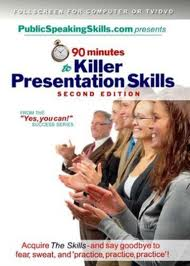 FULLSCREEN FOR COMPUTER OR TV/DVD
PublicSpeakingSkills.com presents
90 minutes
to Killer
Presentation Skills
SECOND EDITION
FROM THE
"Yes, you can!"
SUCCESS SERIES
Acquire The Skills - and say goodbye to
fear, sweat, and 'practice, practice, practice'!